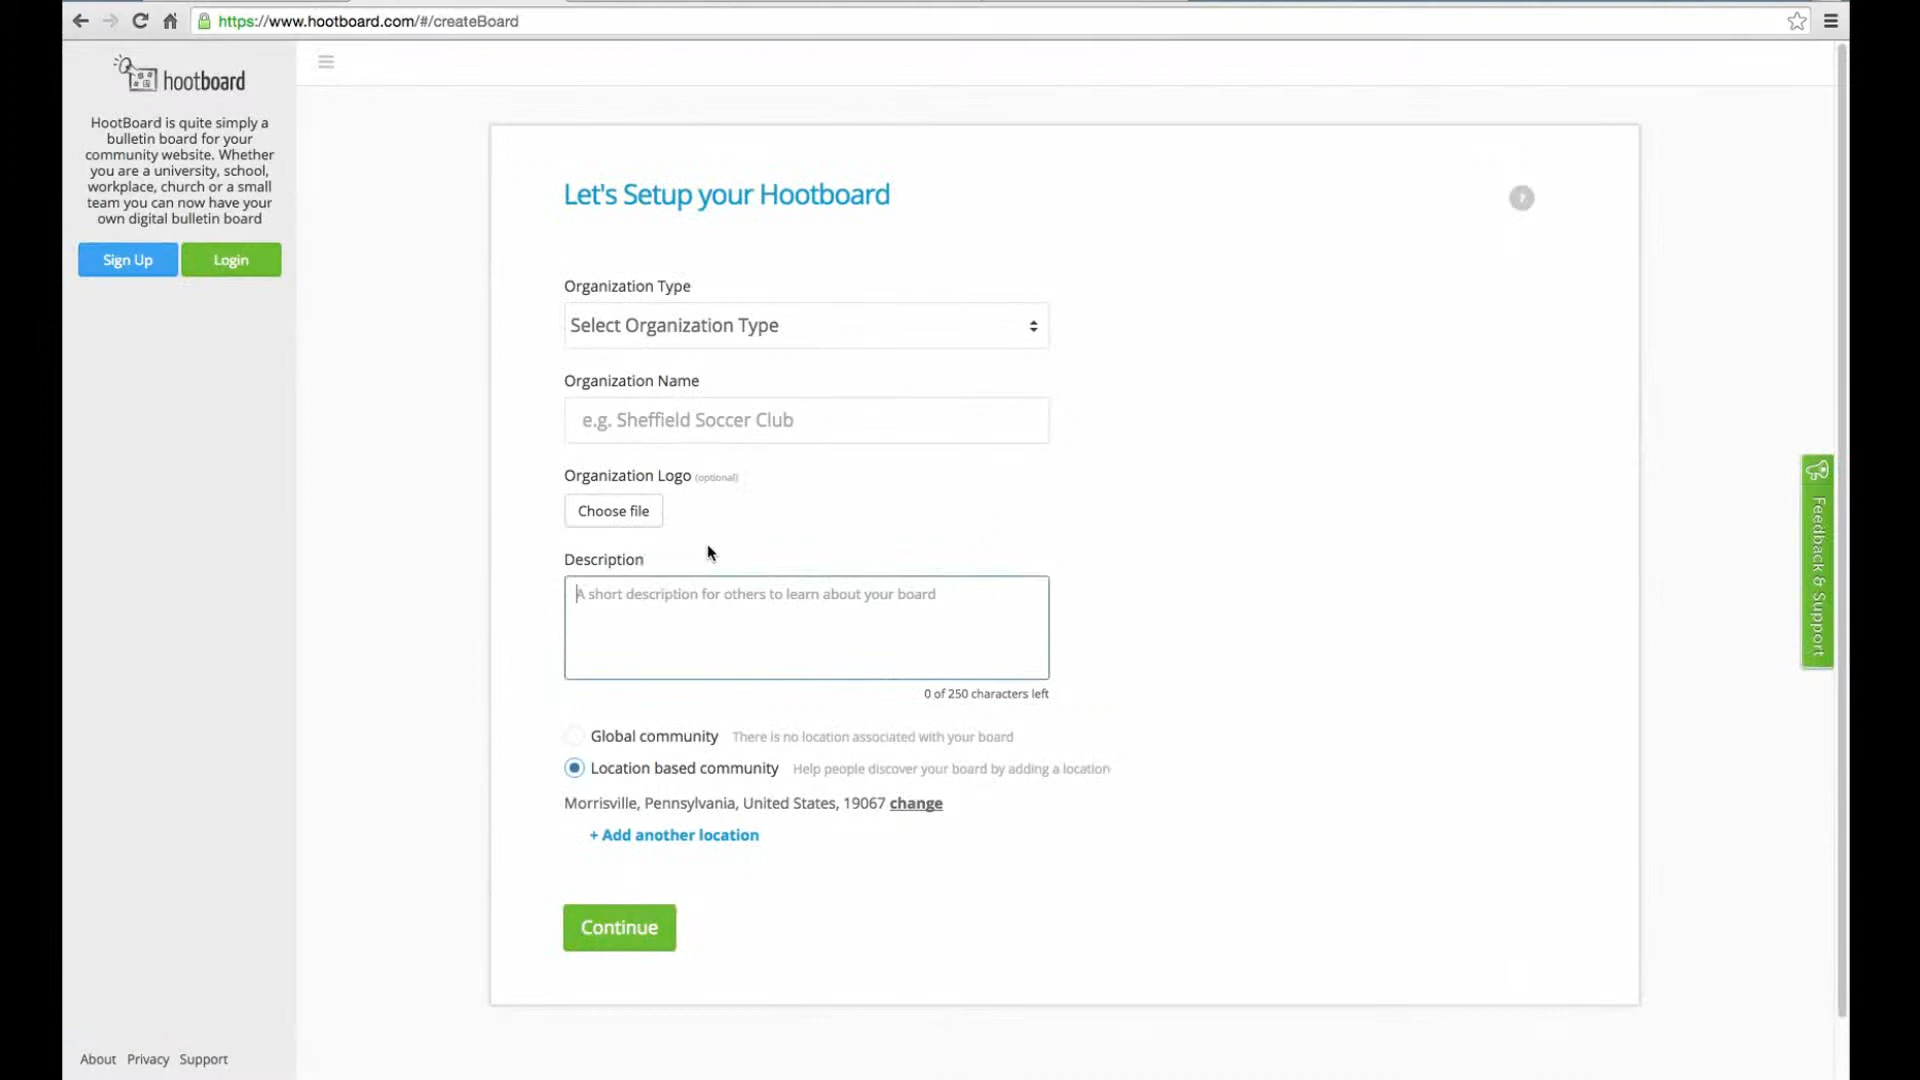 https://www.hootboard.com/#/createBoard
hootboard
HootBoard is quite simply a
bulletin board for your
community website. Whether
you are a university, school,
workplace, church or a small
team you can now have your
own digital bulletin board
Sign Up
Login
Let's Setup your Hootboard
?
Organization Type
Select Organization Type
Organization Name
e.g. Sheffield Soccer Club
Organization Logo (optional)
Choose file
Description
A short description for others to learn about your board
0 of 250 characters left
Global community There is no location associated with your board
Location based community Help people discover your board by adding a location
Morrisville, Pennsylvania, United States, 19067 change
+ Add another location
Continue
Feedback & Support
About Privacy Support